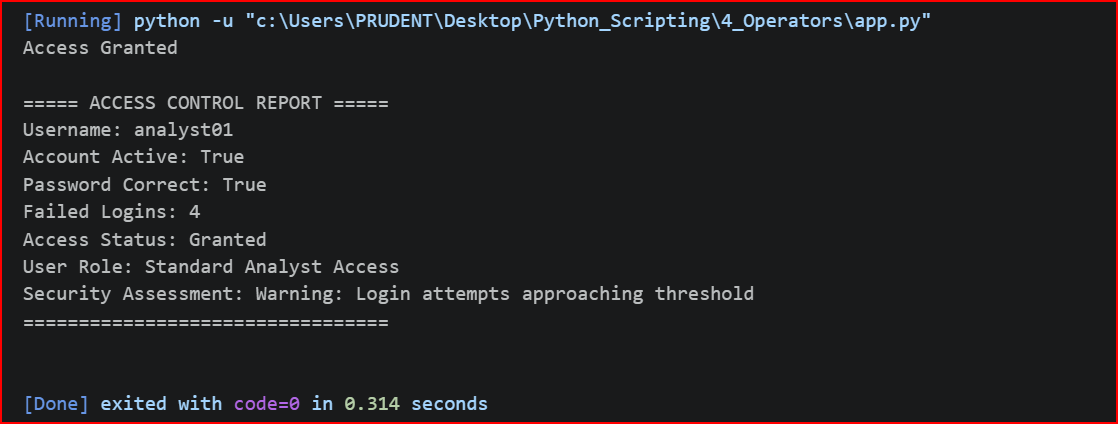 [Running] python -u "c:\Users\PRUDENT\Desktop\Python_Scripting\4_Operators\app.py"
Access Granted
===== ACCESS CONTROL REPORT =====
Username: analyst01
Account Active: True
Password Correct: True
Failed Logins: 4
Access Status: Granted
User Role: Standard Analyst Access
Security Assessment: Warning: Login attempts approaching threshold
=================================
[Done] exited with code=0 in 0.314 seconds